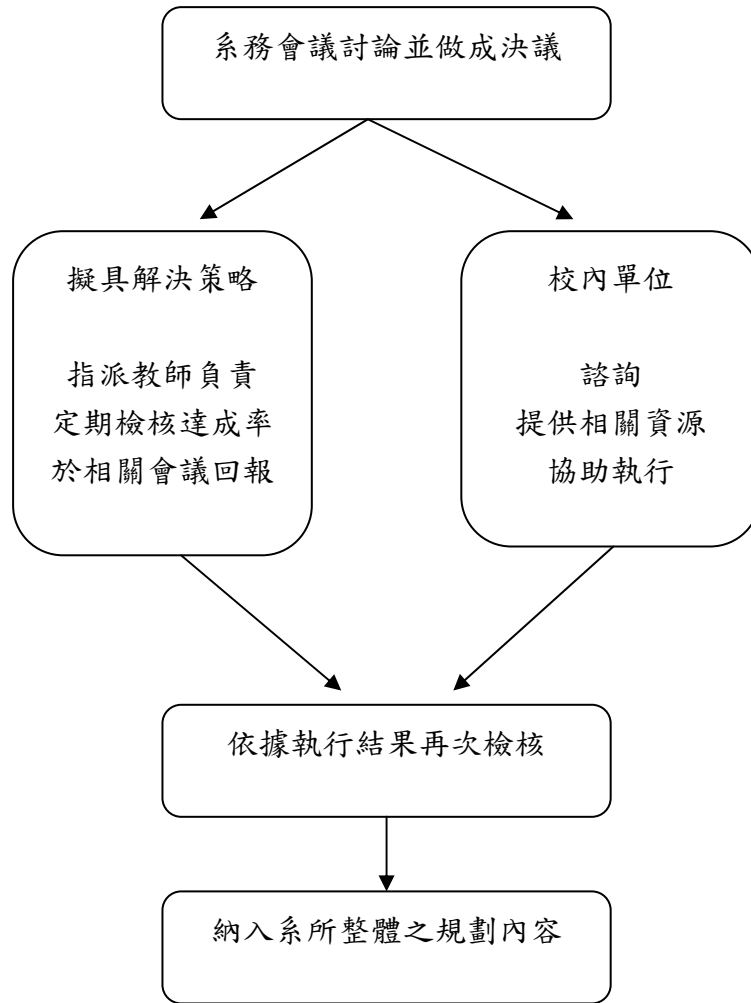 系務會議討論並做成決議
擬具解決策略
指派教師負責
定期檢核達成率
於相關會議回報
校內單位
諮詢
提供相關資源
協助執行
依據執行結果再次檢核
納入系所整體之規劃內容